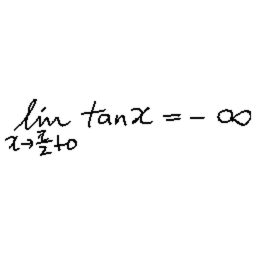 lim tan x = - ∞
x→π/2+0